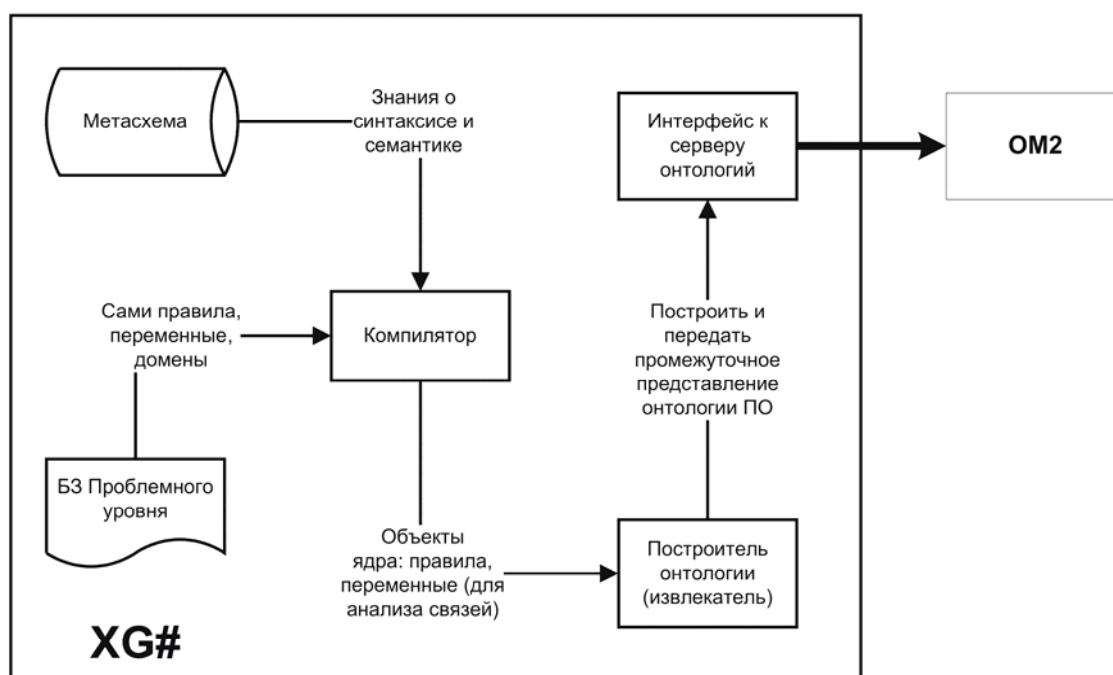 Метасхема
Знания о
синтаксисе и
семантике
Интерфейс к
серверу
онтологий
ОМ2
Сами правила,
переменные,
домены
Компилятор
Построить и
передать
промежуточное
представление
онтологии ПО
БЗ Проблемного
уровня
Объекты
ядра: правила,
переменные (для
анализа связей)
Построитель
онтологии
(извлекатель)
XG#